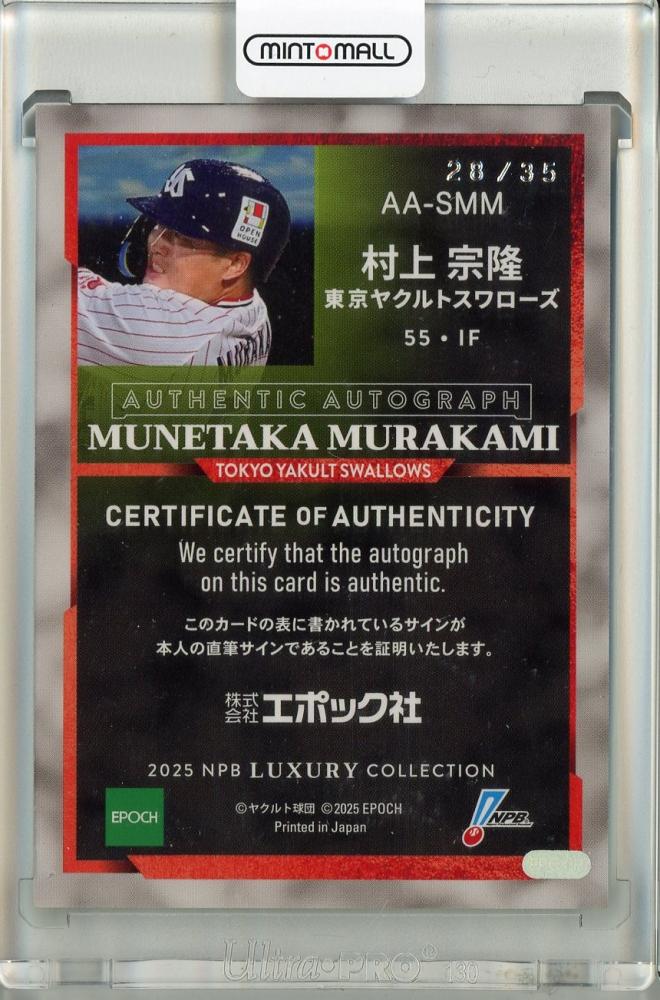 MINTOMALL
28/35
AA-SMM
OPEN
HOUSE
村上 宗隆
東京ヤクルトスワローズ
55・IF
AUTHENTIC AUTOGRAPH
MUNETAKA MURAKAMI
TOKYO YAKULT SWALLOWS
CERTIFICATE OF AUTHENTICITY
We certify that the autograph
on this card is authentic.
このカードの表に書かれているサインが
本人の直筆サインであることを証明いたします。
株式会社エポック社
2025 NPB LUXURY COLLECTION
EPOCH
©ヤクルト球団 ©2025 EPOCH
Printed in Japan
NPB
Ultra•PRO® 130